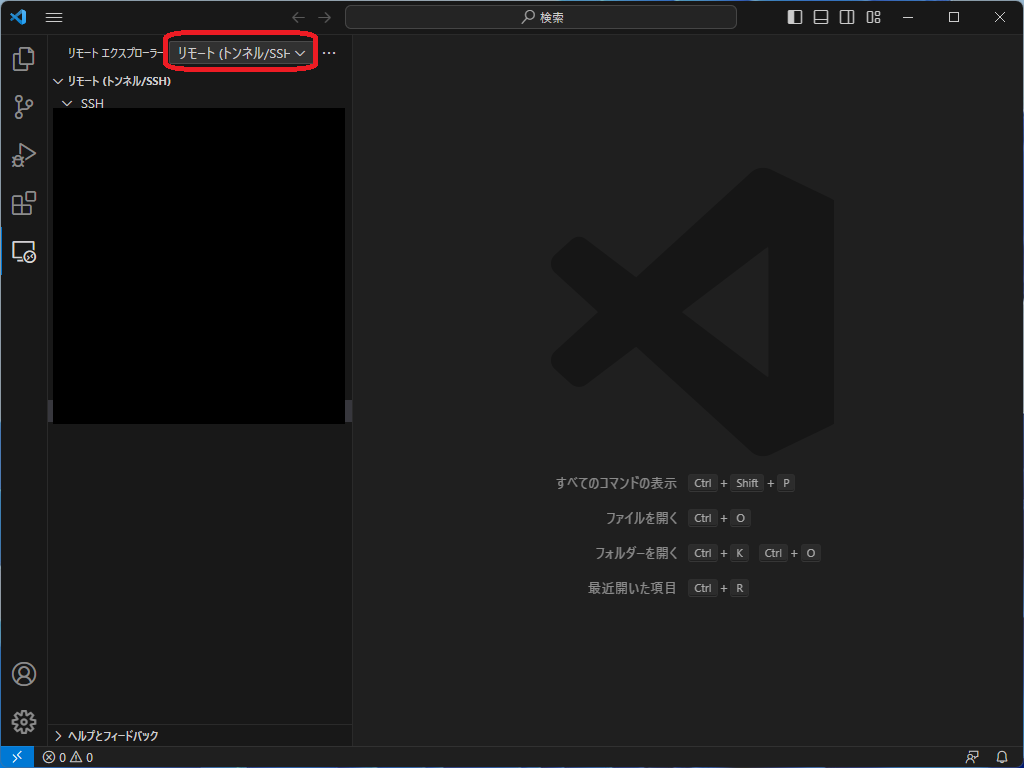 検索
リモート エクスプローラー
リモート (トンネル/SSH
リモート (トンネル/SSH)
SSH
すべてのコマンドの表示 Ctrl + Shift + P
ファイルを開く Ctrl + O
フォルダーを開く Ctrl + K Ctrl + O
最近開いた項目 Ctrl + R
ヘルプとフィードバック
0 0